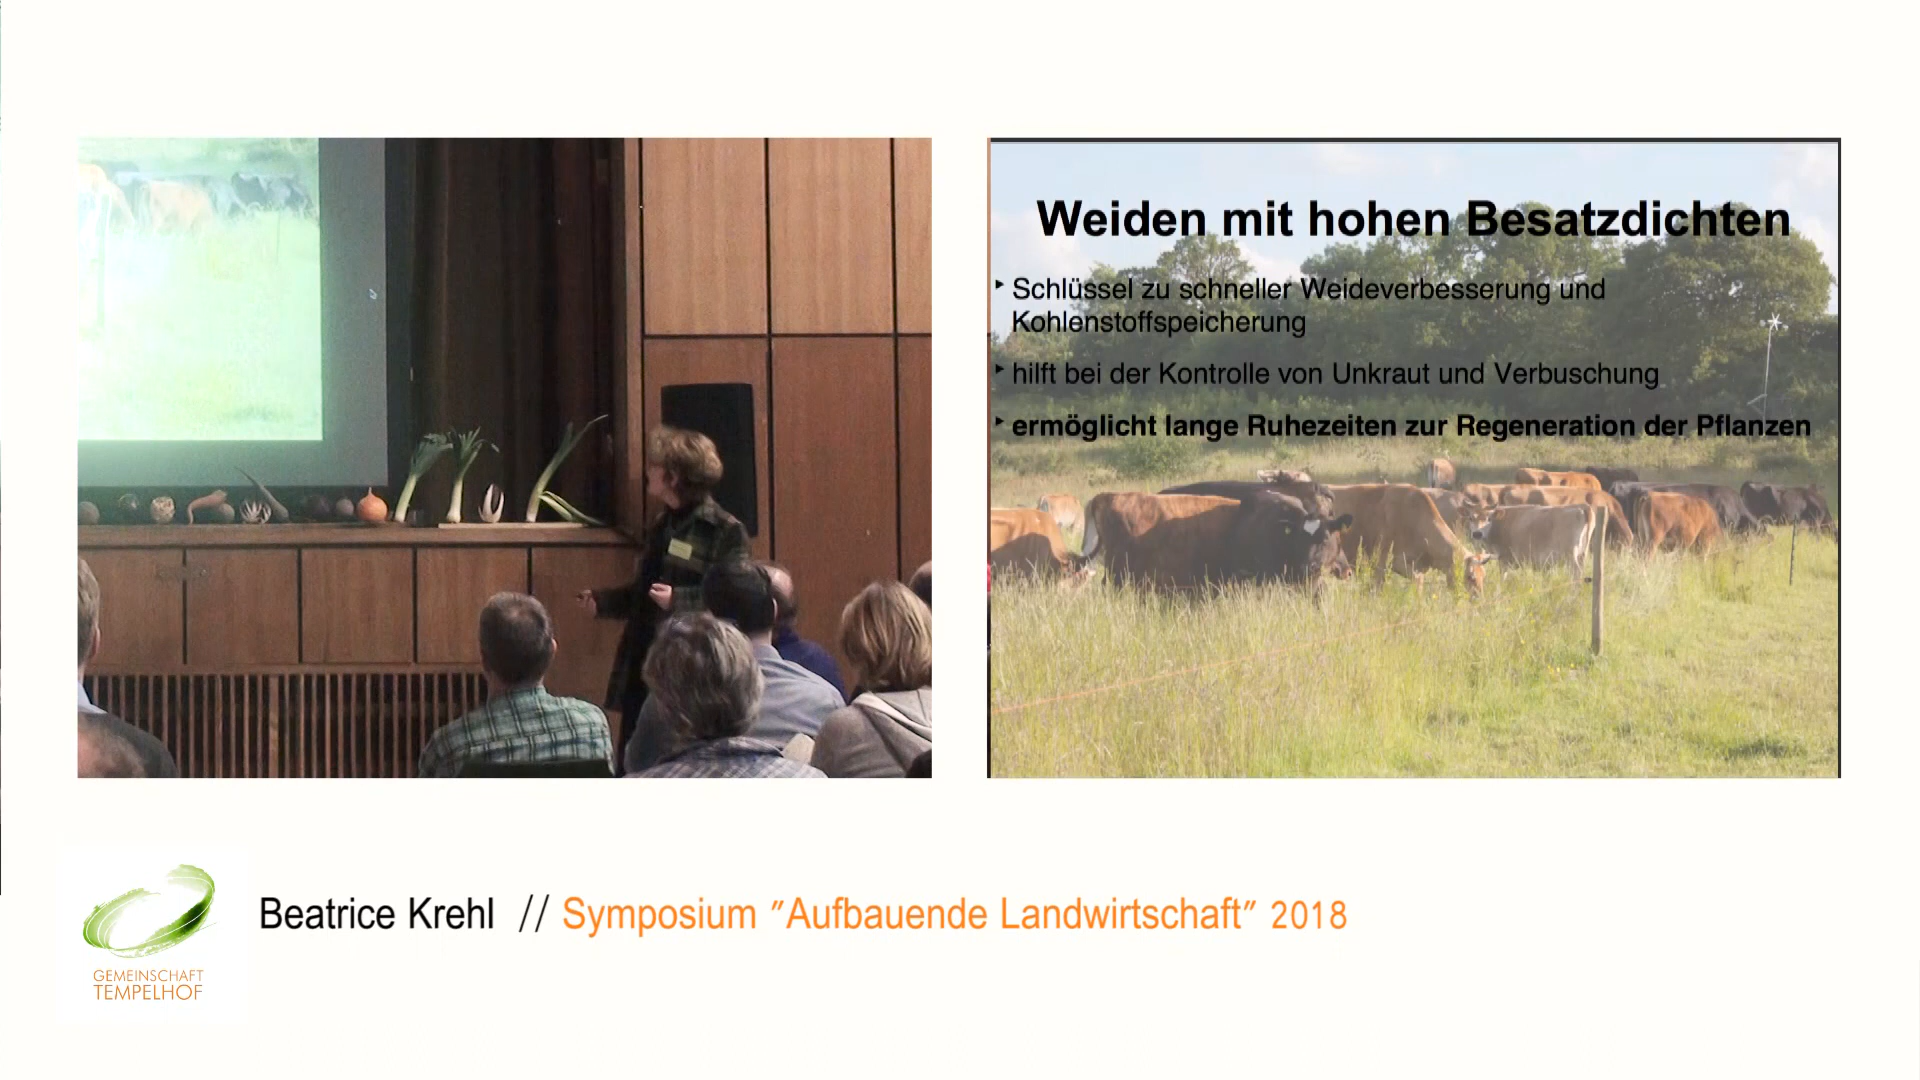 Weiden mit hohen Besatzdichten
‣ Schlüssel zu schneller Weideverbesserung und
Kohlenstoffspeicherung
‣ hilft bei der Kontrolle von Unkraut und Verbuschung
‣ ermöglicht lange Ruhezeiten zur Regeneration der Pflanzen
Beatrice Krehl // Symposium "Aufbauende Landwirtschaft" 2018
GEMEINSCHAFT
TEMPELHOF